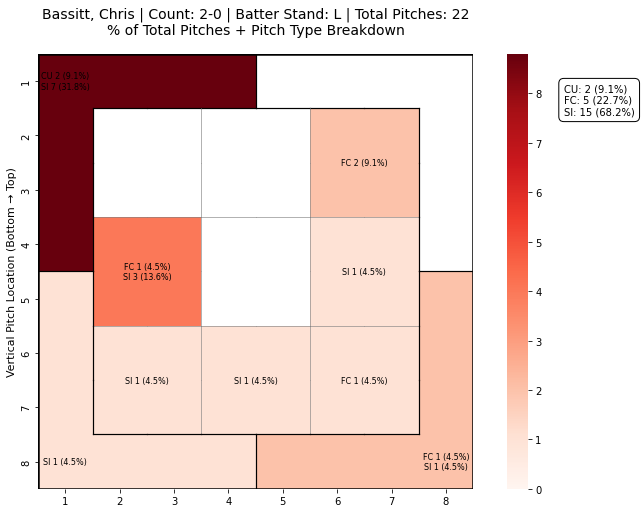 Bassitt, Chris | Count: 2-0 | Batter Stand: L | Total Pitches: 22
% of Total Pitches + Pitch Type Breakdown
CU 2 (9.1%)
SI 7 (31.8%)
FC 2 (9.1%)
FC 1 (4.5%)
SI 3 (13.6%)
SI 1 (4.5%)
SI 1 (4.5%)
SI 1 (4.5%)
FC 1 (4.5%)
SI 1 (4.5%)
FC 1 (4.5%)
SI 1 (4.5%)
Vertical Pitch Location (Bottom → Top)
1
2
3
4
5
6
7
8
1 2 3 4 5 6 7 8
8
7
6
5
4
3
2
1
0
CU: 2 (9.1%)
FC: 5 (22.7%)
SI: 15 (68.2%)